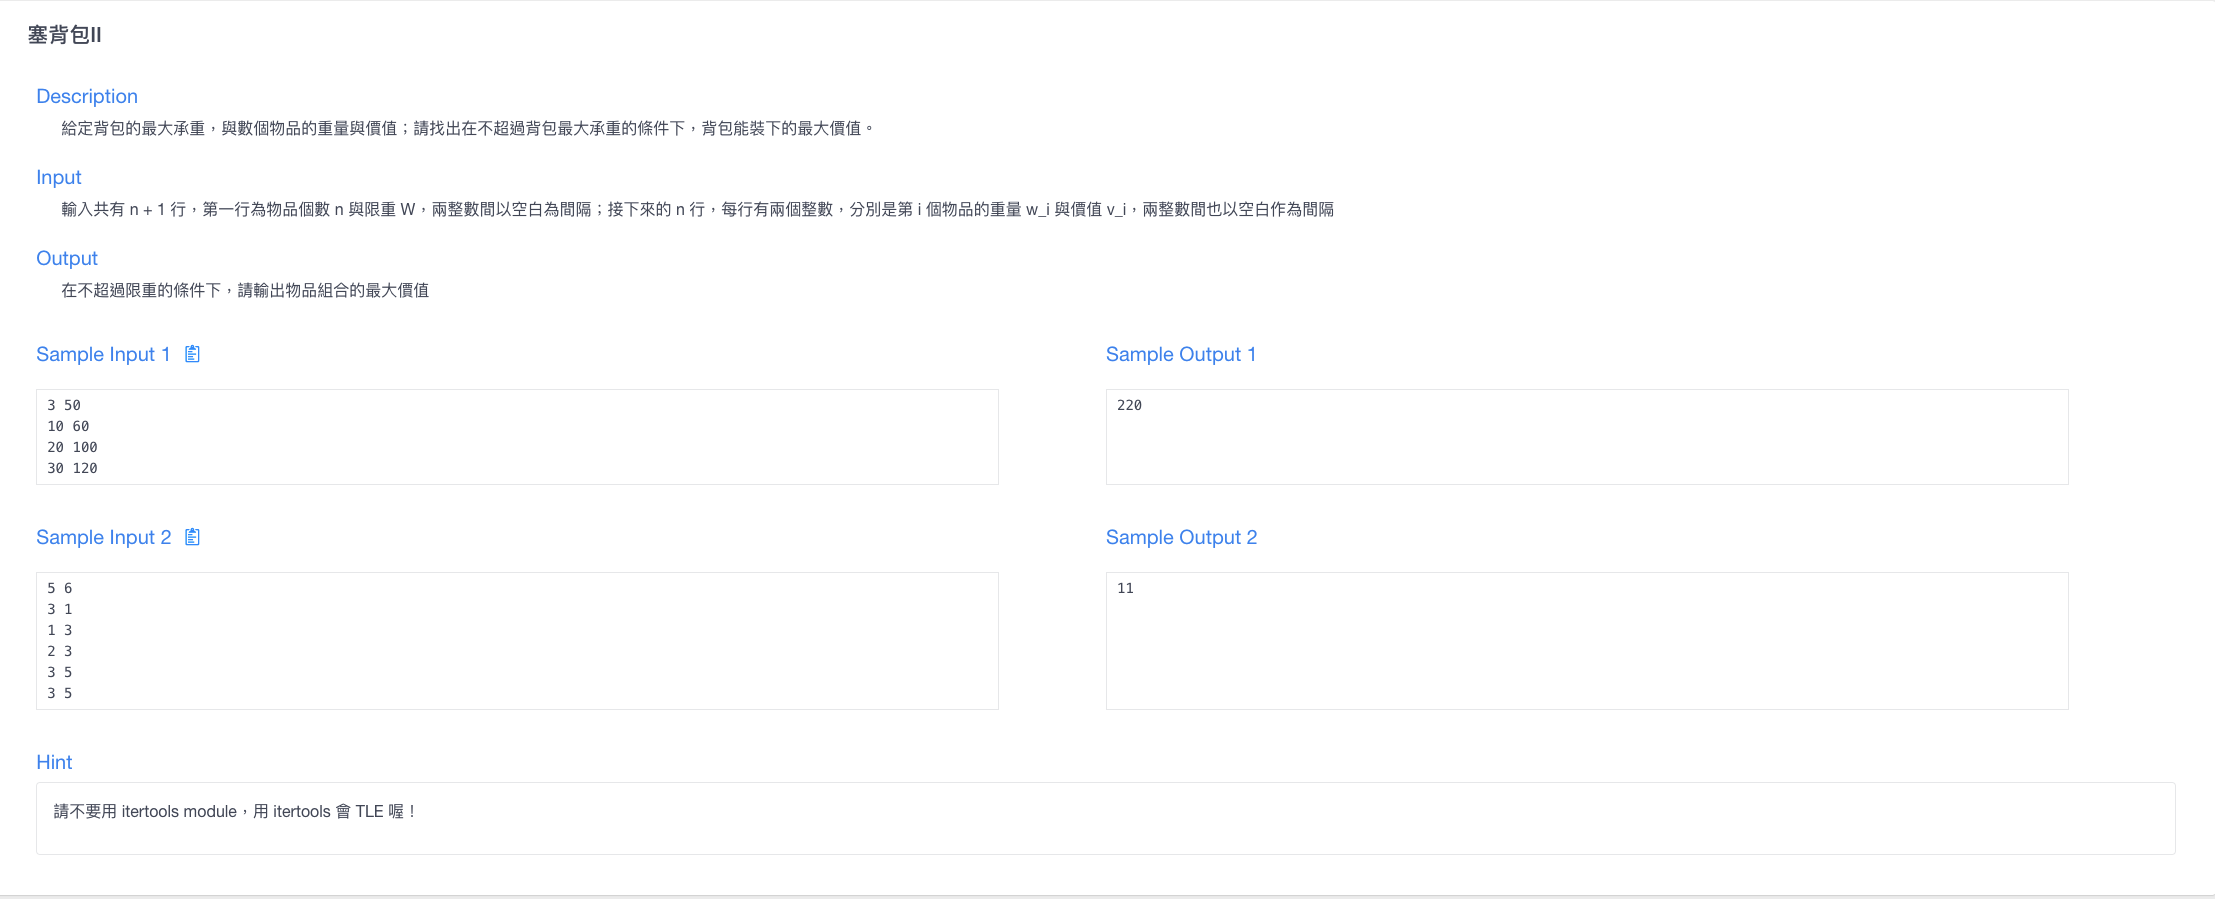 塞背包II
Description
給定背包的最大承重，與數個物品的重量與價值；請找出在不超過背包最大承重的條件下，背包能裝下的最大價值。
Input
輸入共有 n + 1 行，第一行為物品個數 n 與限重 W，兩整數間以空白為間隔；接下來的 n 行，每行有兩個整數，分別是第 i 個物品的重量 w_i 與價值 v_i，兩整數間也以空白作為間隔
Output
在不超過限重的條件下，請輸出物品組合的最大價值
Sample Input 1
3 50
10 60
20 100
30 120
Sample Output 1
220
Sample Input 2
5 6
3 1
1 3
2 3
3 5
3 5
Sample Output 2
11
Hint
請不要用 itertools module，用 itertools 會 TLE 喔！